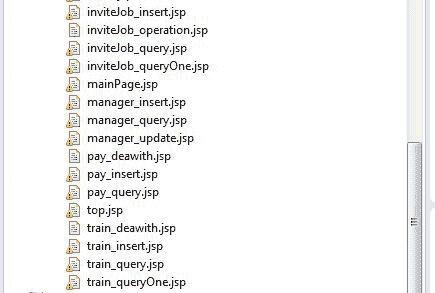 inviteJob_insert.jsp
inviteJob_operation.jsp
inviteJob_query.jsp
inviteJob_queryOne.jsp
mainPage.jsp
manager_insert.jsp
manager_query.jsp
manager_update.jsp
pay_deawith.jsp
pay_insert.jsp
pay_query.jsp
top.jsp
train_deawith.jsp
train_insert.jsp
train_query.jsp
train_queryOne.jsp